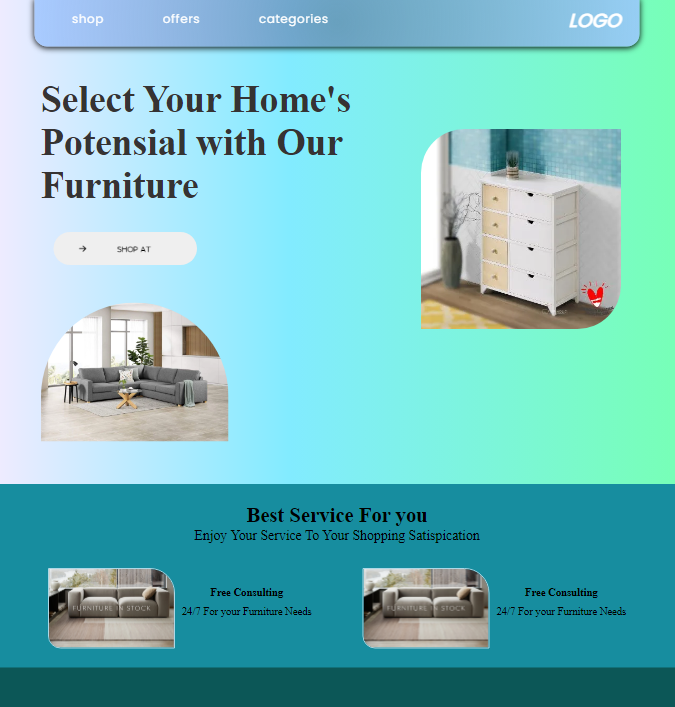 shop offers categories LOGO
Select Your Home's
Potensial with Our
Furniture
→ SHOP AT
Best Service For you
Enjoy Your Service To Your Shopping Satispication
FURNITURE IN STOCK
Free Consulting
24/7 For your Furniture Needs
FURNITURE IN STOCK
Free Consulting
24/7 For your Furniture Needs